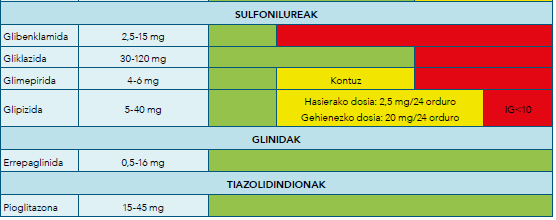 SULFONILUREAK
Glibenklamida 2,5-15 mg
Gliklazida 30-120 mg
Glimepirida 4-6 mg Kontuz
Glipizida 5-40 mg Hasierako dosia: 2,5 mg/24 orduro
Gehienezko dosia: 20 mg/24 orduro IG<10
GLINIDAK
Errepaglinida 0,5-16 mg
TIAZOLIDINDIONAK
Pioglitazona 15-45 mg